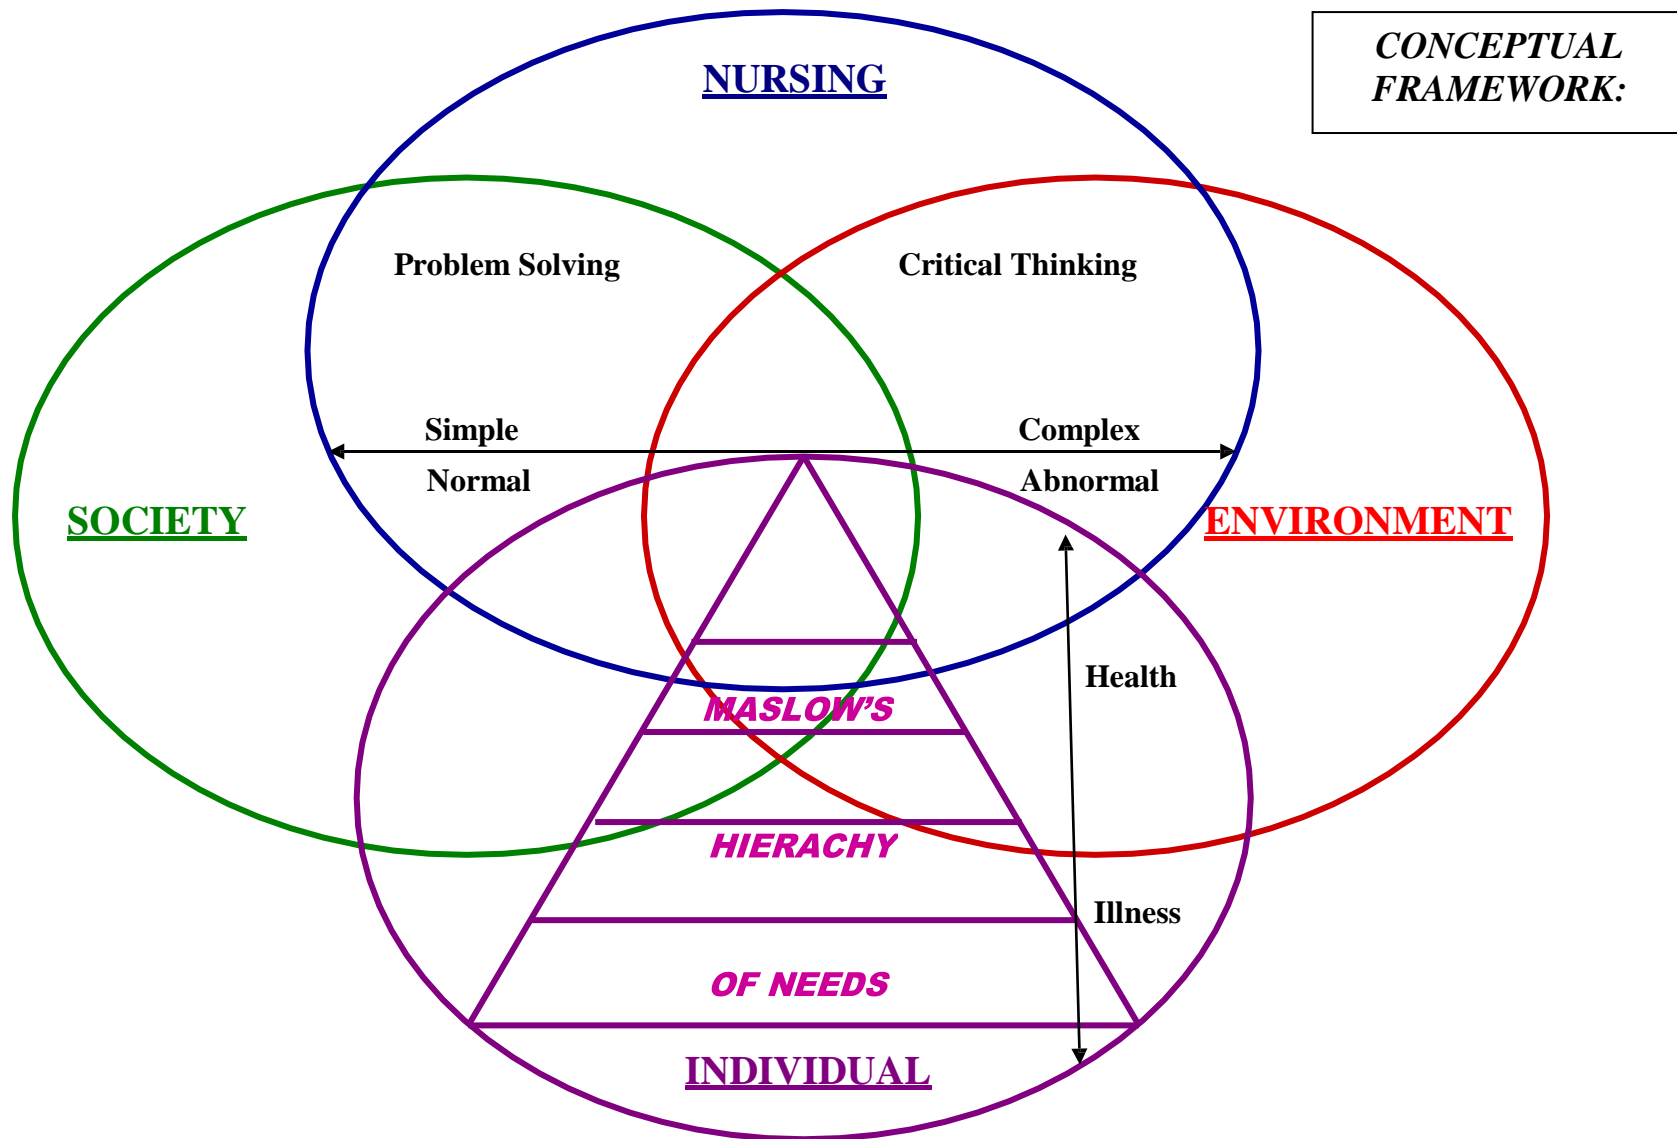 CONCEPTUAL
FRAMEWORK:
NURSING
Problem Solving
Critical Thinking
Simple
Complex
Normal
Abnormal
SOCIETY
ENVIRONMENT
Health
MASLOW'S
HIERACHY
Illness
OF NEEDS
INDIVIDUAL